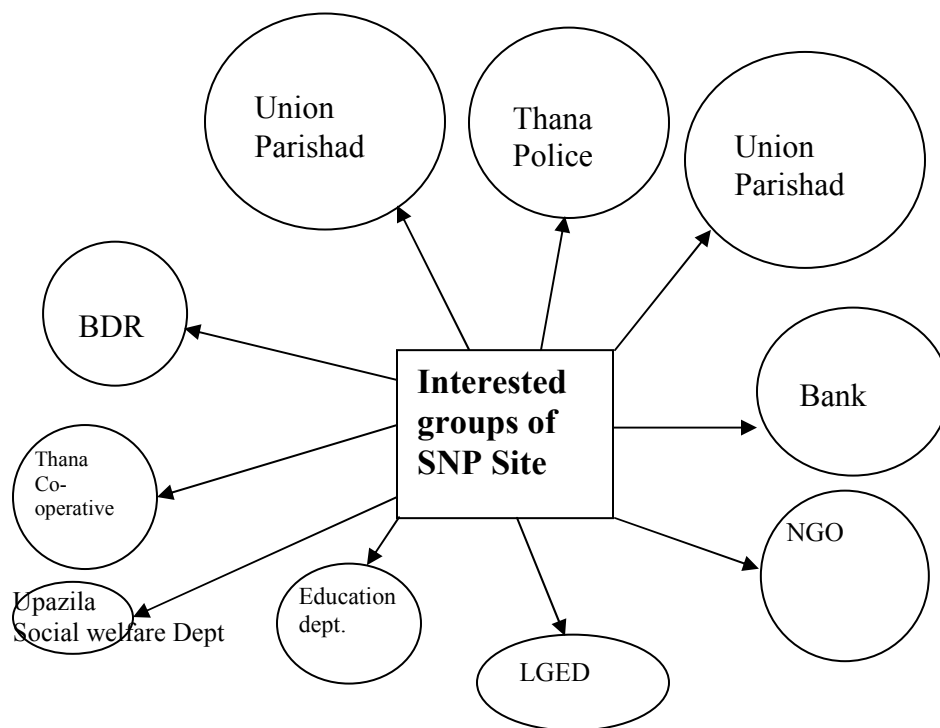 Union
Parishad
Thana
Police
Union
Parishad
BDR
Interested
groups of
SNP Site
Bank
Thana
Co-
operative
NGO
Upazila
Social welfare Dept
Education
dept.
LGED